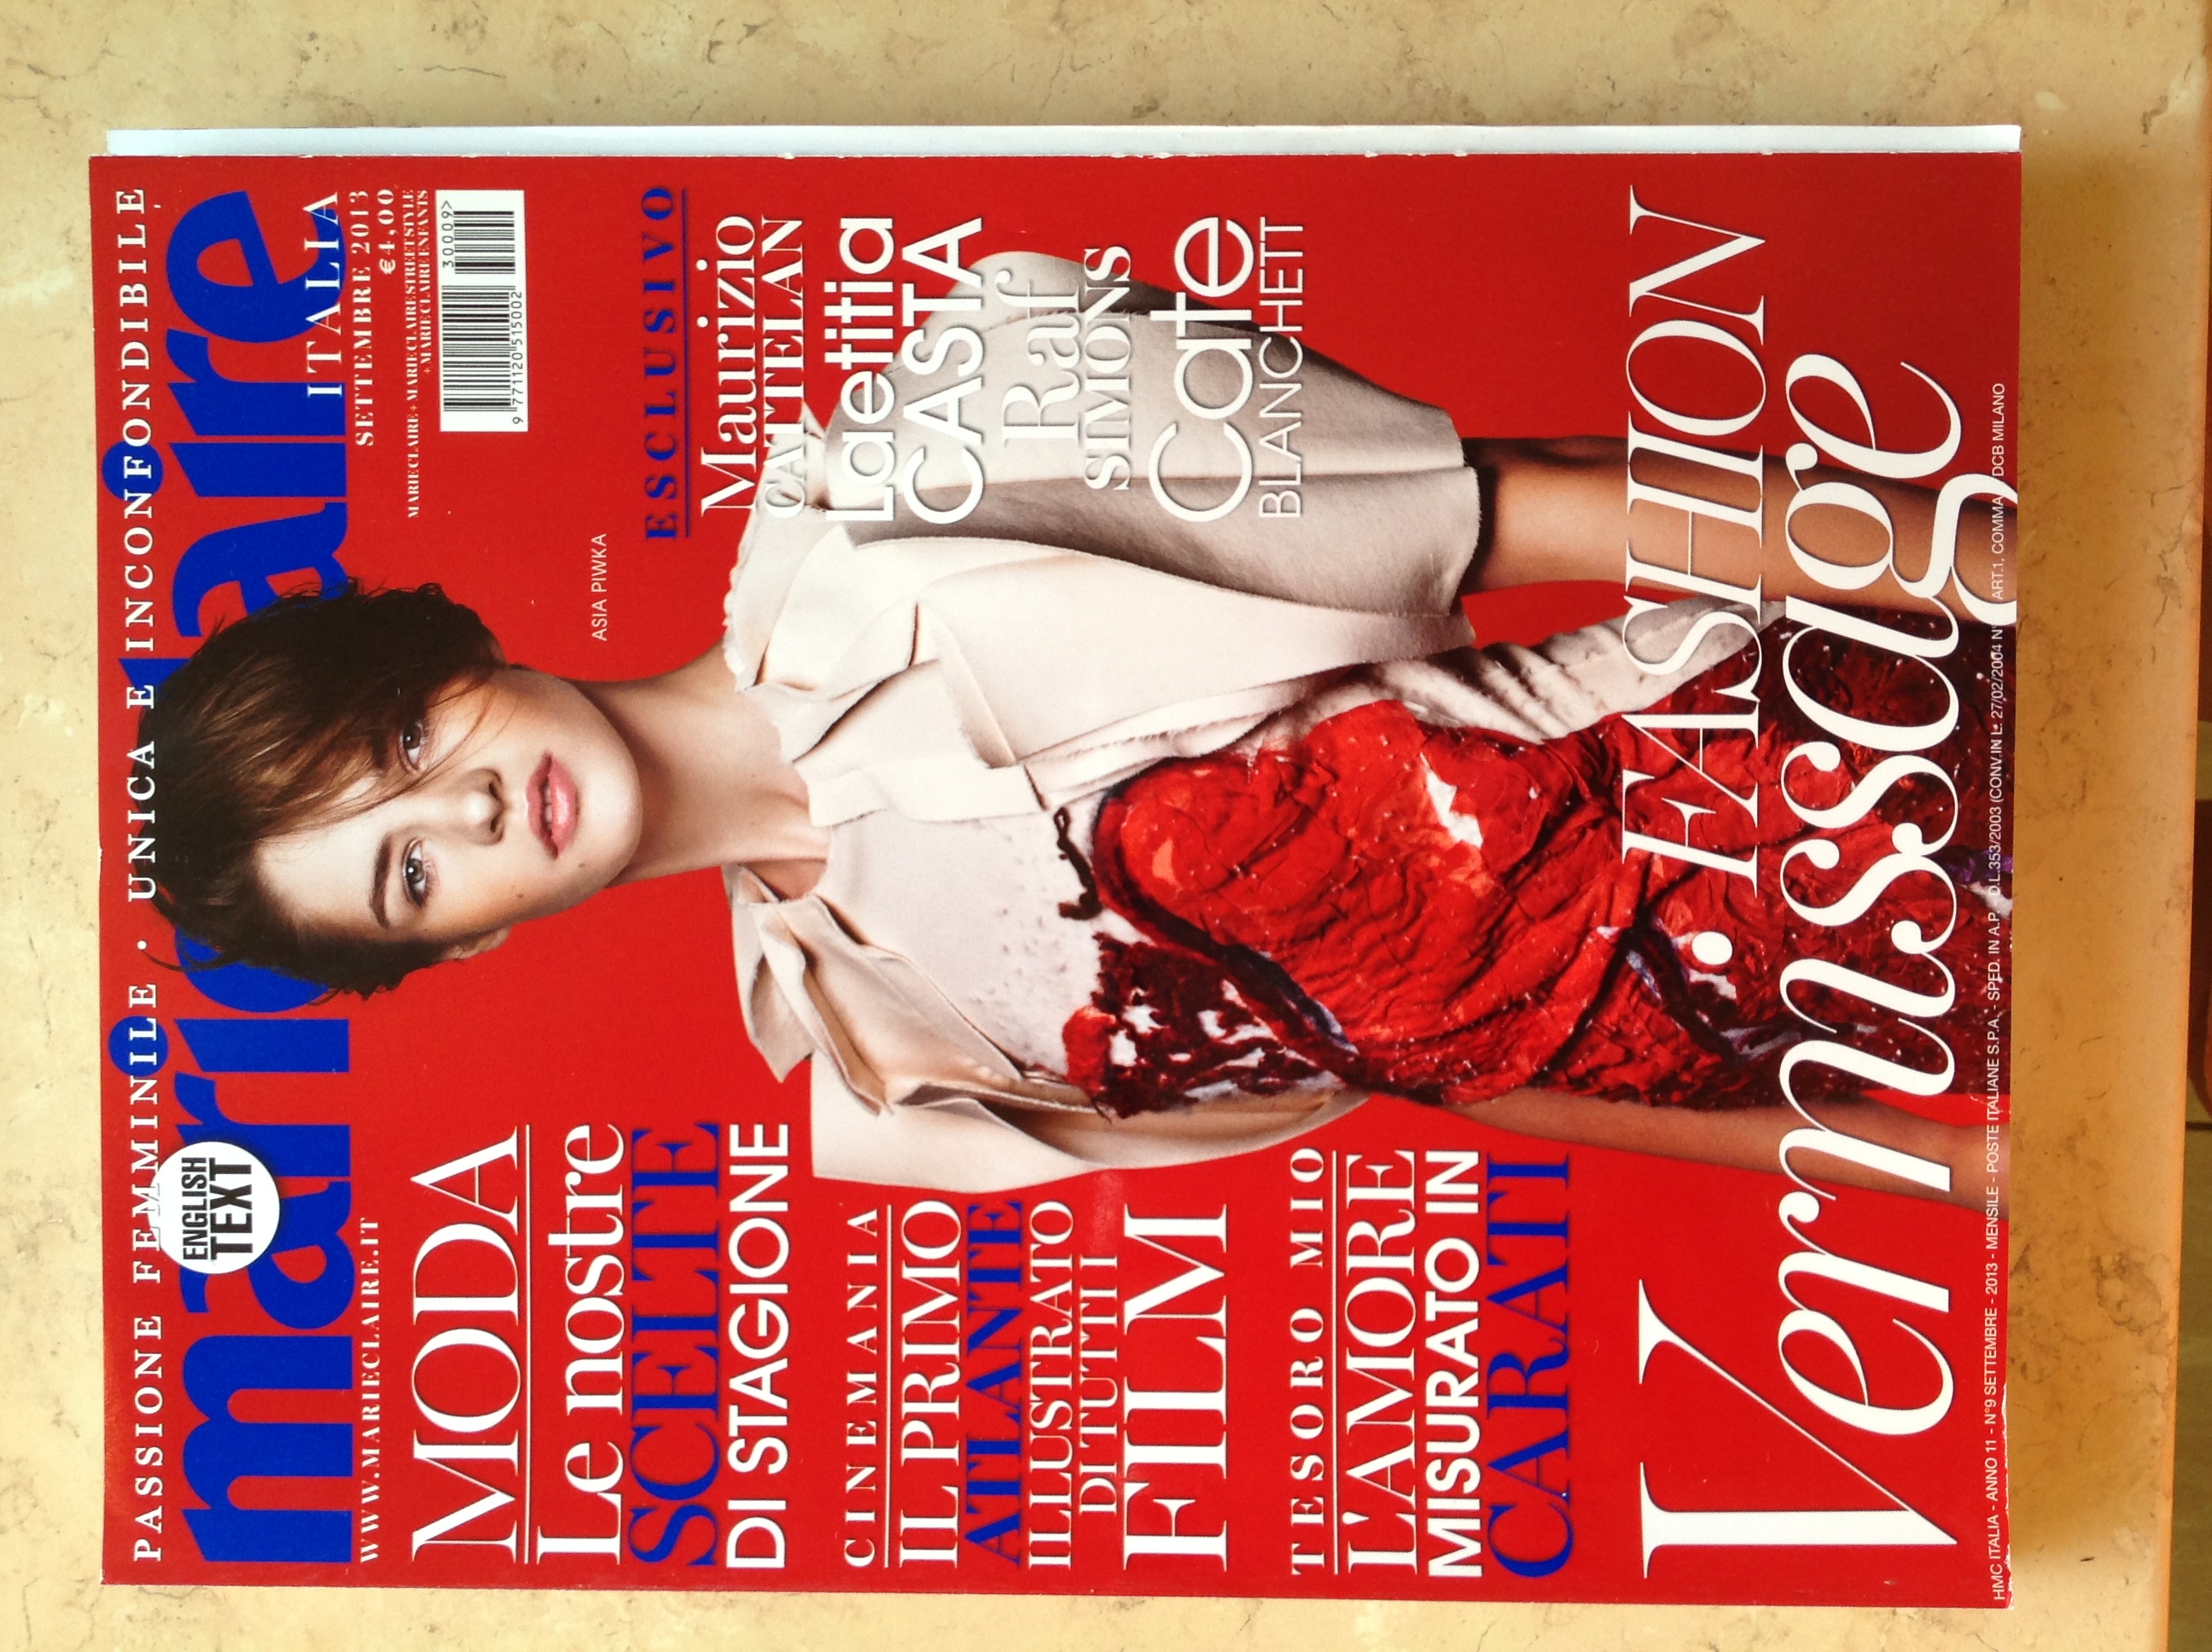 PASSIONE FEMMINILE • UNICA E INCONFONDIBILE
marie claire
ENGLISH
TEXT
ITALIA
WWW.MARIECLAIRE.IT
SETTEMBRE 2013
€4,00
MARIE CLAIRE + MARIE CLAIRE STREET STYLE
+ MARIE CLAIRE ENFANTS
30009>
9 771120 515002
MODA
Le nostre
SCELTE
DI STAGIONE
ASIA PIWKA
ESCLUSIVO
Maurizio
CATTELAN
Laetitia
CASTA
Raf
SIMONS
Cate
BLANCHETT
CINEMANIA
IL PRIMO
ATLANTE
ILLUSTRATO
DI TUTTI I
FILM
TESORO MIO
L'AMORE
MISURATO IN
CARATI
FASHION
Vernissage
HMC ITALIA - ANNO 11 - N°9 SETTEMBRE - 2013 - MENSILE - POSTE ITALIANE S.P.A. - SPED. IN A.P. - D.L.353/2003 (CONV.IN L. 27/02/2004 N° ART.1, COMMA DCB MILANO